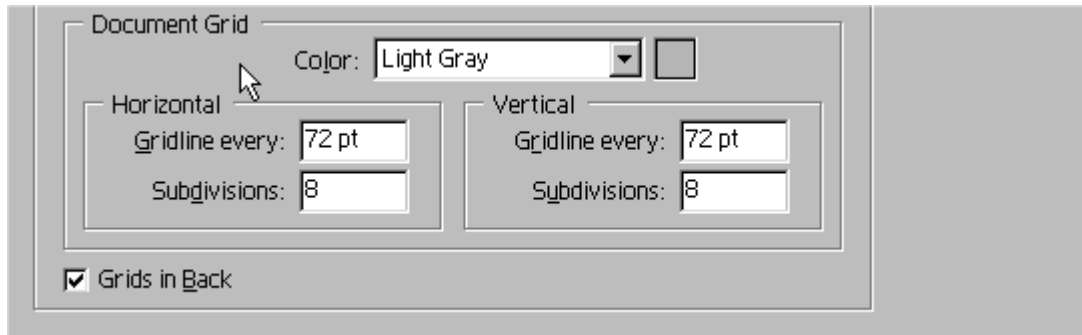 Document Grid
Color: Light Gray
Horizontal
Gridline every: 72 pt
Subdivisions: 8
Vertical
Gridline every: 72 pt
Subdivisions: 8
Grids in Back